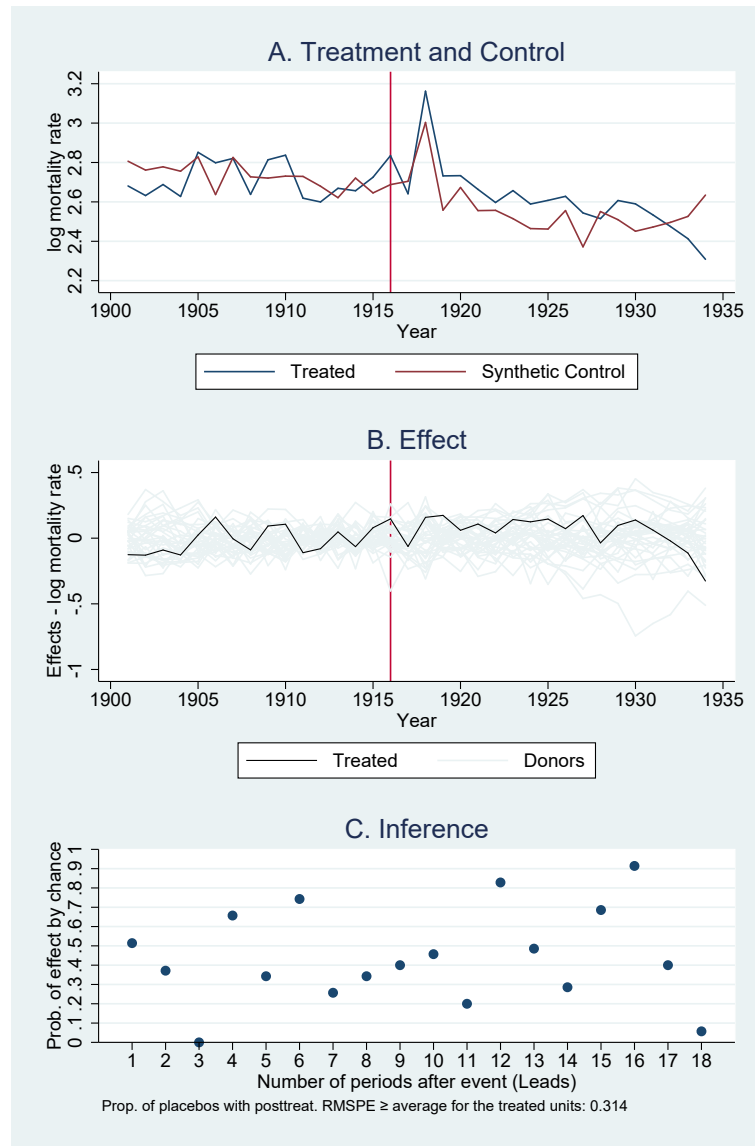 A. Treatment and Control
log mortality rate
2.2 2.4 2.6 2.8 3 3.2
1900 1905 1910 1915 1920 1925 1930 1935
Year
Treated Synthetic Control
B. Effect
Effects - log mortality rate
-1 -.5 0 .5
1900 1905 1910 1915 1920 1925 1930 1935
Year
Treated Donors
C. Inference
Prob. of effect by chance
0 .1 .2 .3 .4 .5 .6 .7 .8 .9 1
1 2 3 4 5 6 7 8 9 10 11 12 13 14 15 16 17 18
Number of periods after event (Leads)
Prop. of placebos with posttreat. RMSPE ≥ average for the treated units: 0.314